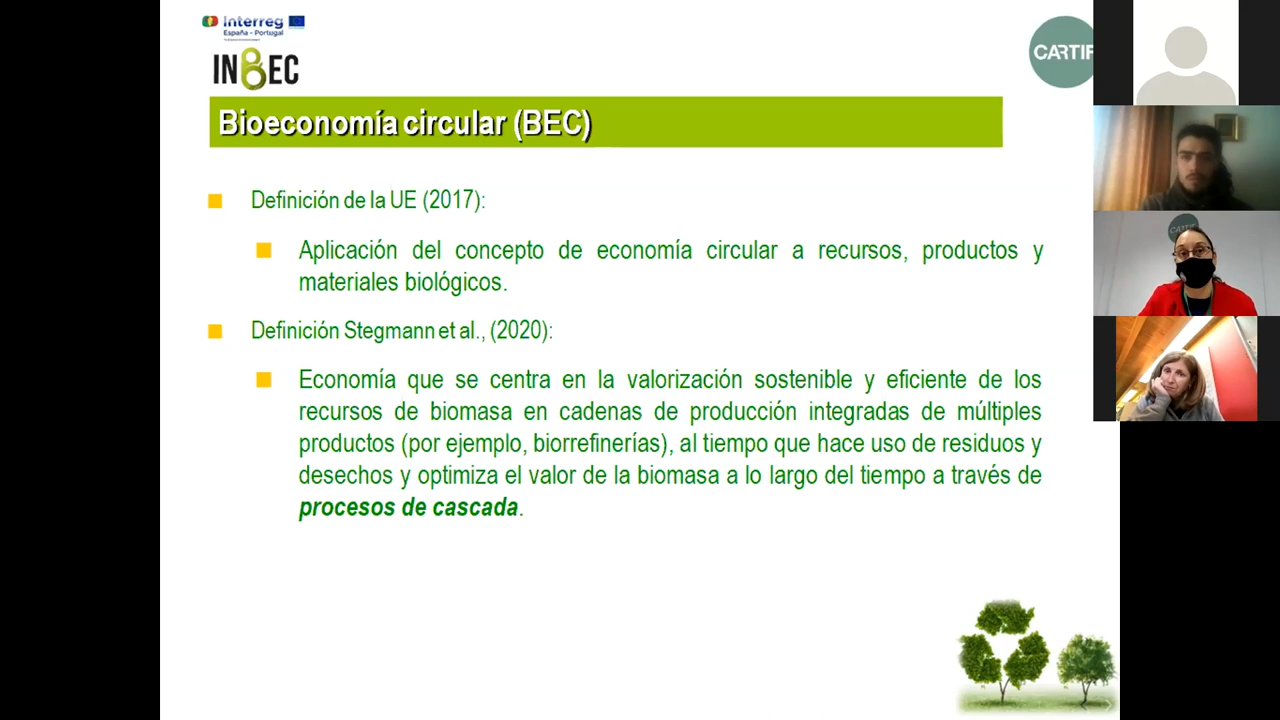 Interreg
España - Portugal
INBEC
CARTIF
Bioeconomía circular (BEC)
Definición de la UE (2017):
Aplicación del concepto de economía circular a recursos, productos y
materiales biológicos.
Definición Stegmann et al., (2020):
Economía que se centra en la valorización sostenible y eficiente de los
recursos de biomasa en cadenas de producción integradas de múltiples
productos (por ejemplo, biorrefinerías), al tiempo que hace uso de residuos y
desechos y optimiza el valor de la biomasa a lo largo del tiempo a través de
procesos de cascada.